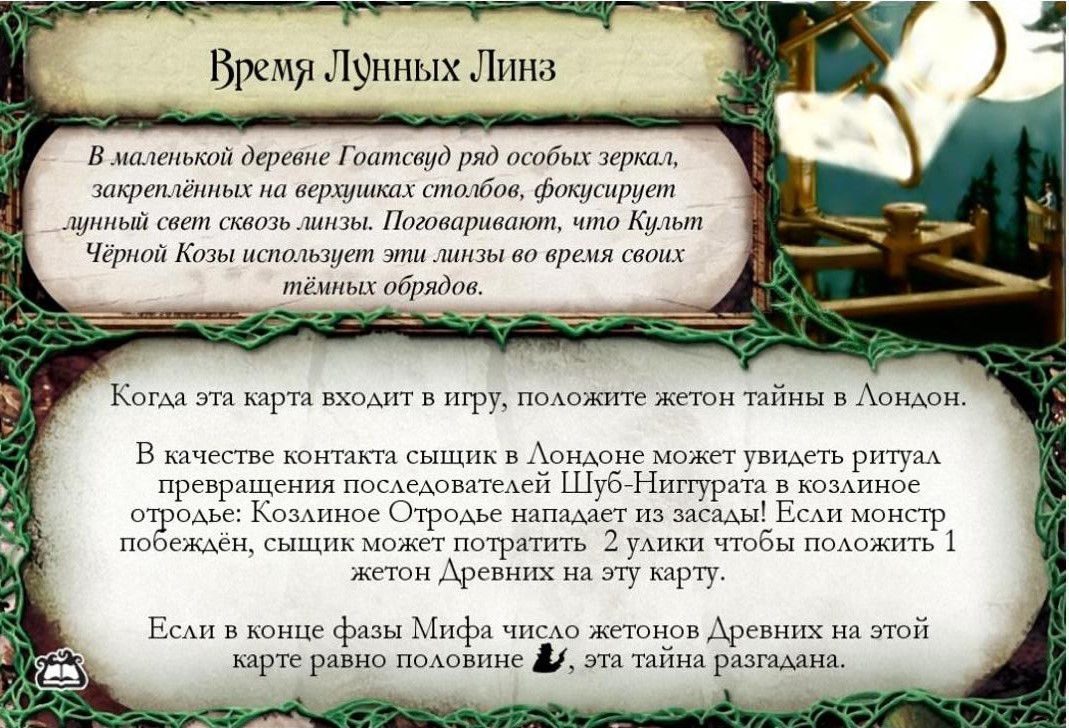 Время Лунных Линз
В маленькой деревне Гоатсвуд ряд особых зеркал,
закреплённых на верхушках столбов, фокусирует
лунный свет сквозь линзы. Поговаривают, что Культ
Чёрной Козы использует эти линзы во время своих
тёмных обрядов.
Когда эта карта входит в игру, положите жетон тайны в Лондон.
В качестве контакта сыщик в Лондоне может увидеть ритуал
превращения последователей Шуб-Ниггурата в козлиное
отродье: Козлиное Отродье нападает из засады! Если монстр
побеждён, сыщик может потратить 2 улики чтобы положить 1
жетон Древних на эту карту.
Если в конце фазы Мифа число жетонов Древних на этой
карте равно половине , эта тайна разгадана.